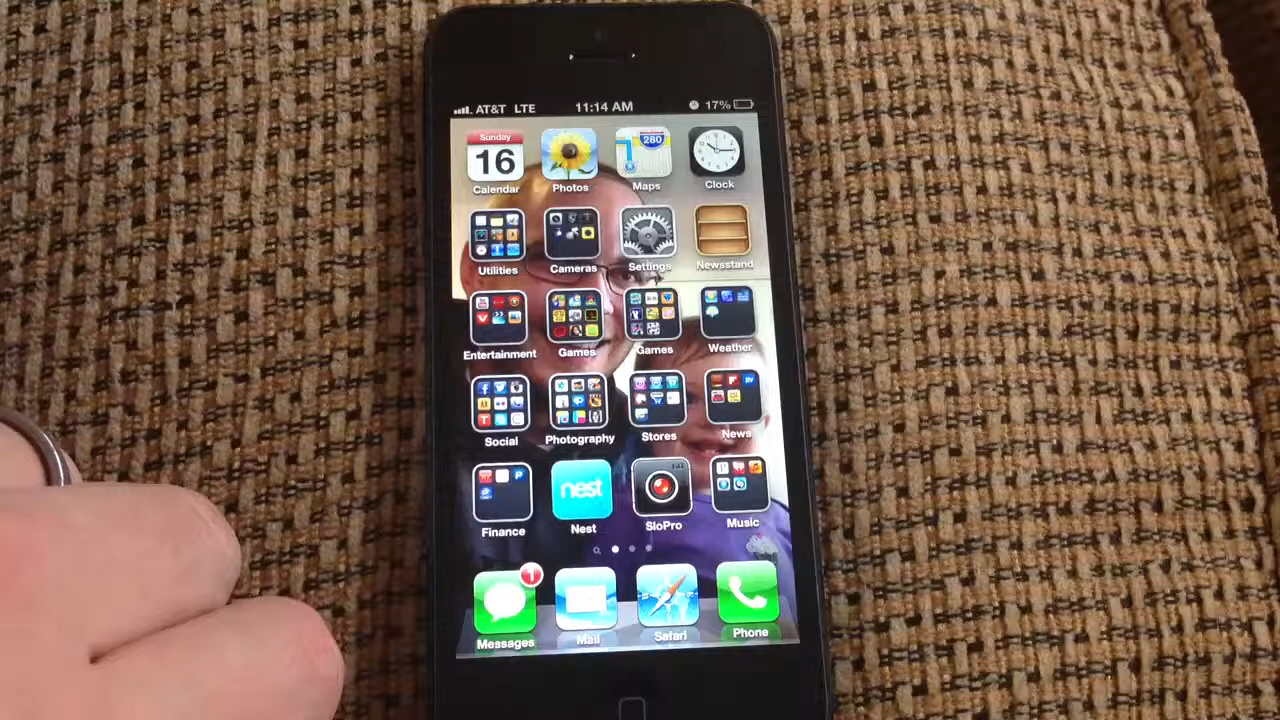 AT&T LTE 11:14 AM 17%
Sunday
16
280
Calendar Photos Maps Clock
Utilities Cameras Settings Newsstand
Entertainment Games Games Weather
Social Photography Stores News
nest
Finance Nest SloPro Music
1
Messages Mail Safari Phone